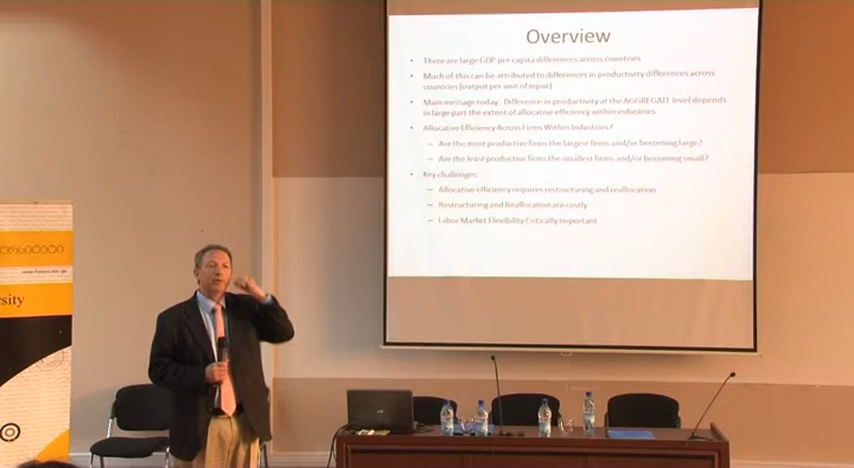 Overview
• There are large GDP per capita differences across countries
• Much of this can be attributed to differences in productivity differences across
countries (output per unit of input)
• Main message today: Difference in productivity at the AGGREGATE level depends
in large part the extent of allocative efficiency within industries
• Allocative Efficiency Across Firms Within Industries?
– Are the most productive firms the largest firms and/or becoming large?
– Are the least productive firms the smallest firms and/or becoming small?
• Key challenges:
– Allocative efficiency requires restructuring and reallocation
– Restructuring and Reallocation are costly
– Labor Market Flexibility Critically Important
rsity